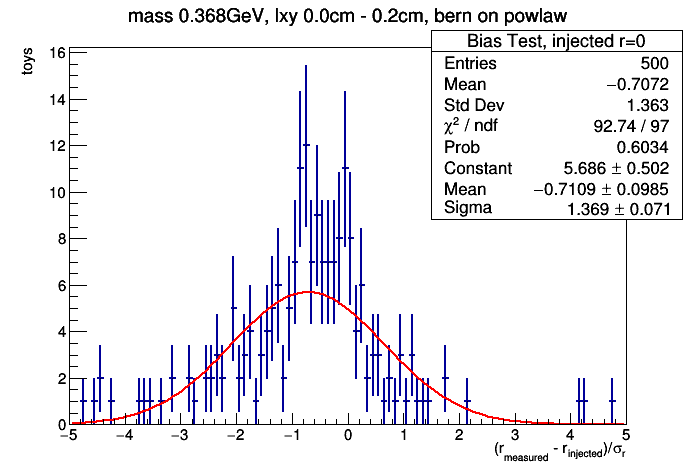 mass 0.368GeV, lxy 0.0cm - 0.2cm, bern on powlaw
Bias Test, injected r=0
Entries 500
Mean −0.7072
Std Dev 1.363
χ² / ndf 92.74 / 97
Prob 0.6034
Constant 5.686 ± 0.502
Mean −0.7109 ± 0.0985
Sigma 1.369 ± 0.071
toys
16
14
12
10
8
6
4
2
0
−5 −4 −3 −2 −1 0 1 2 3 4 5
(r_measured - r_injected)/σ_r